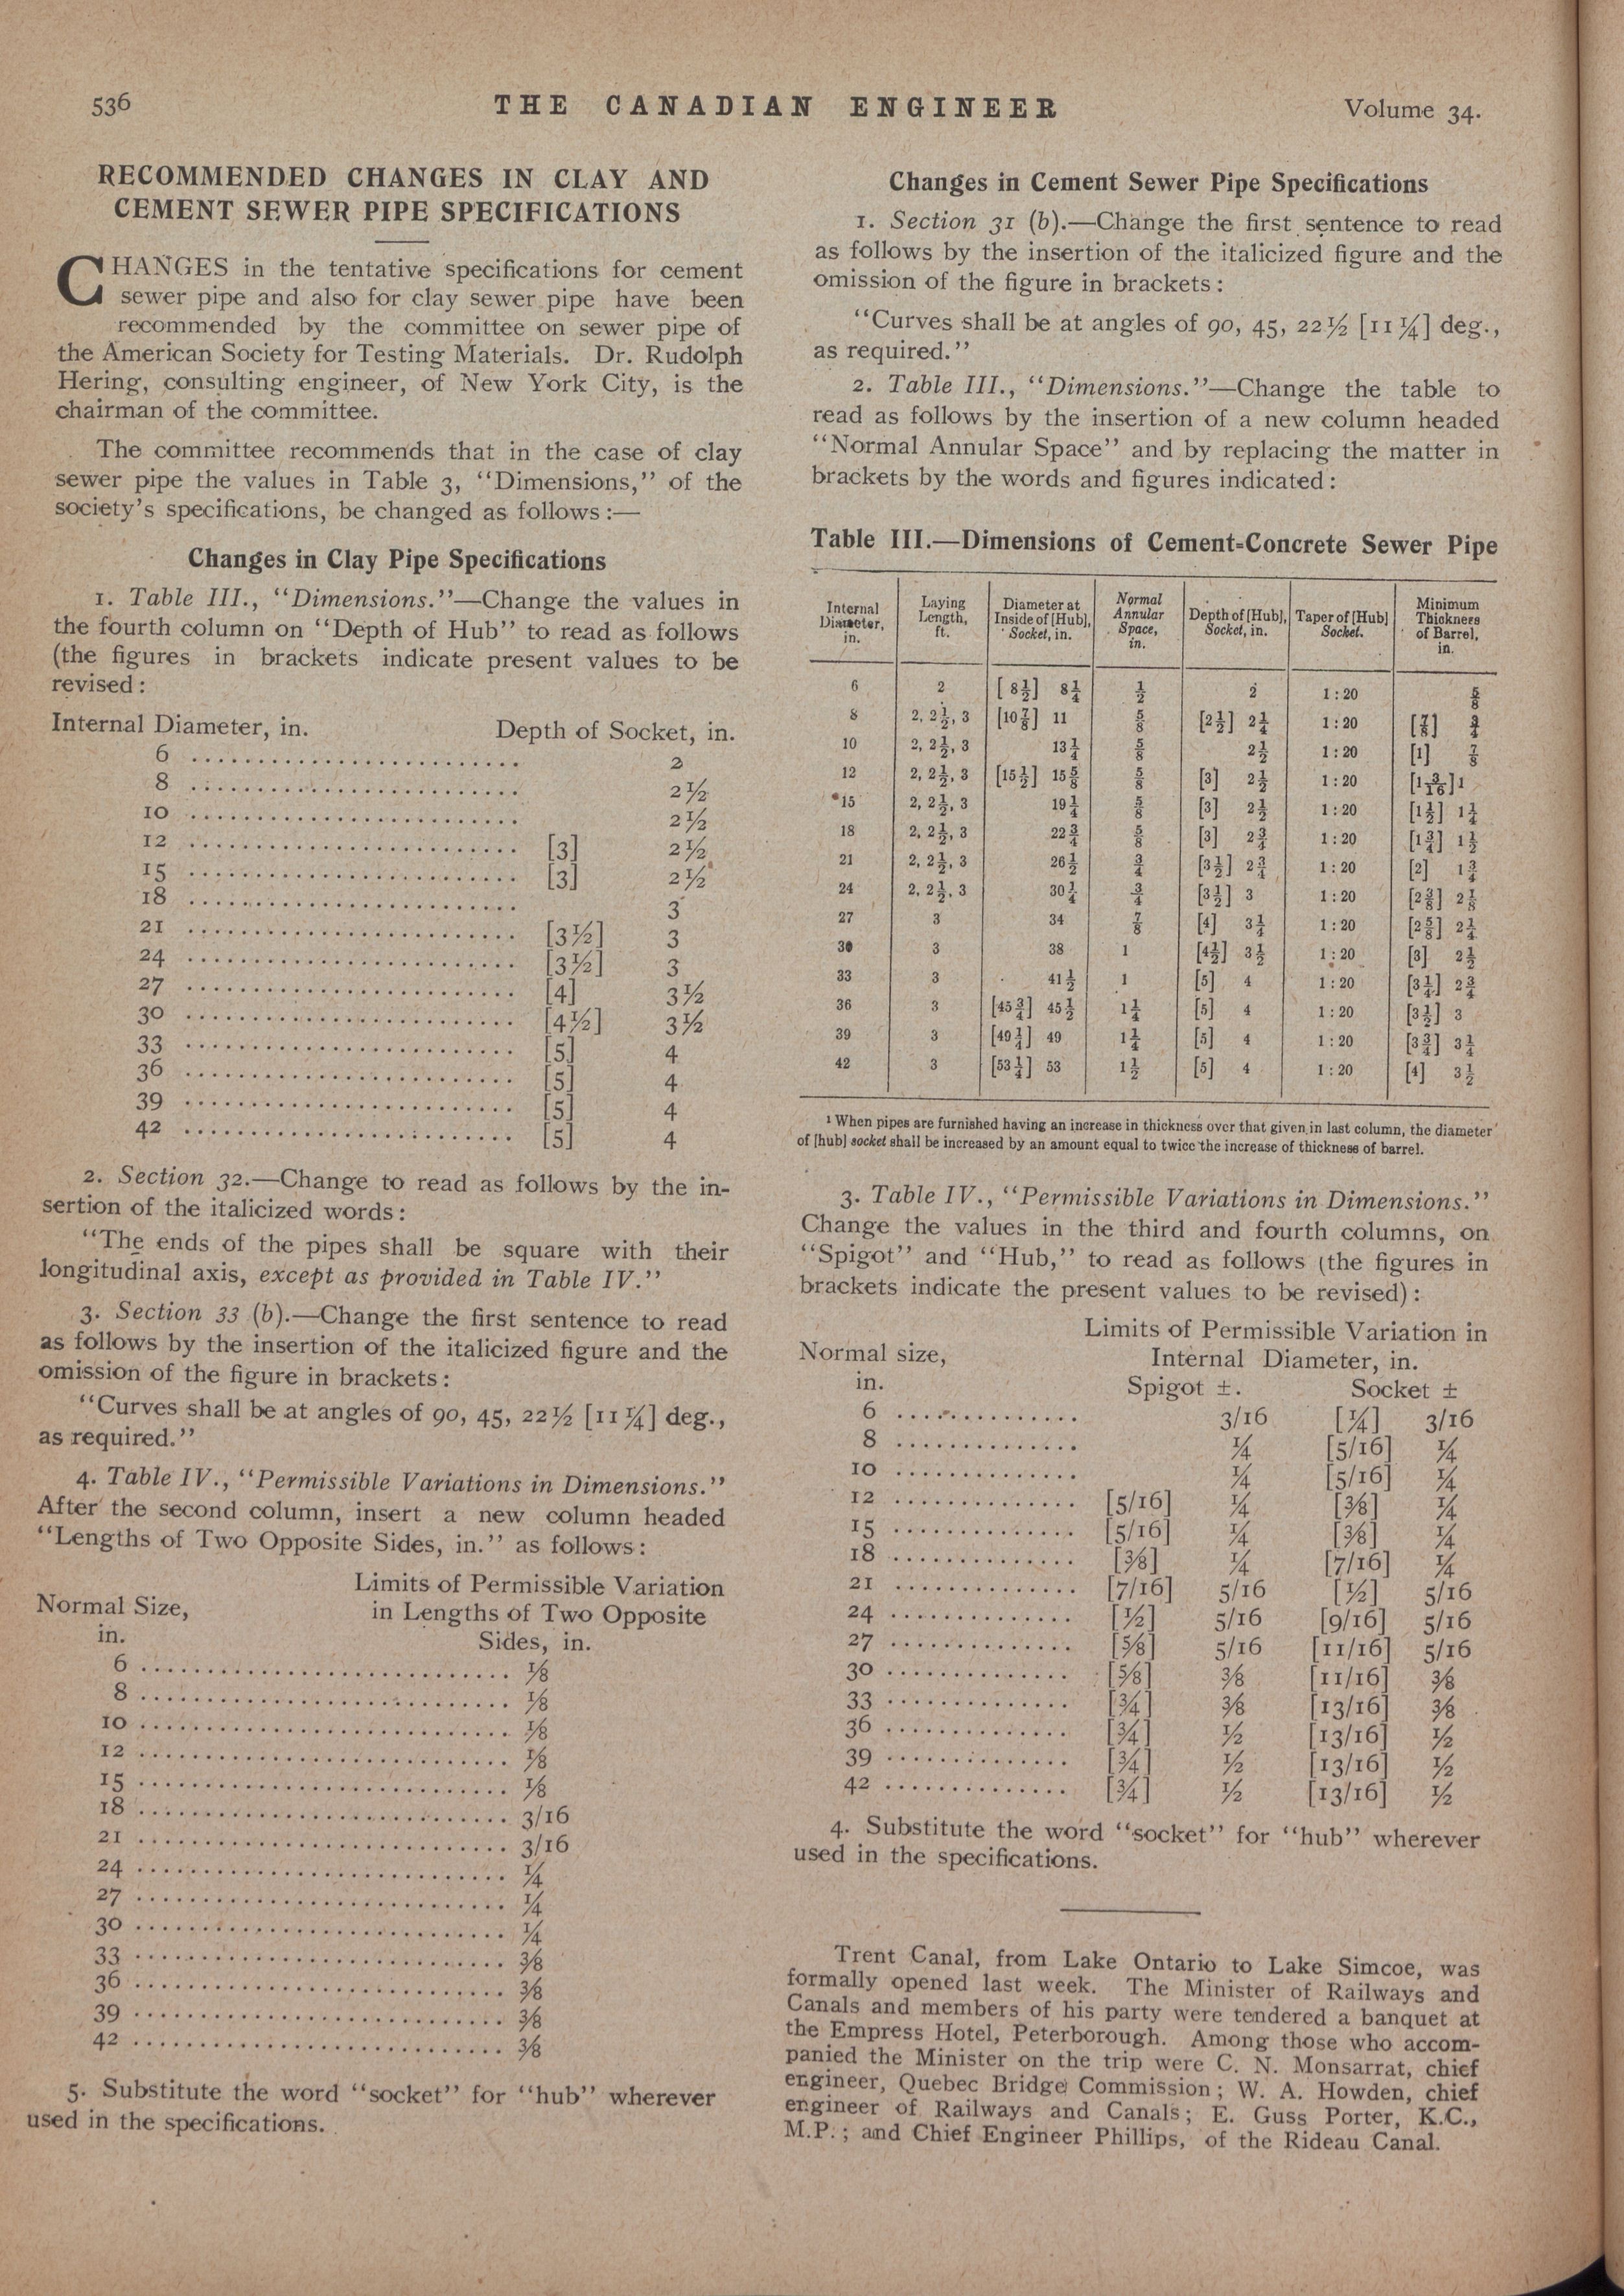 536
THE CANADIAN ENGINEER
Volume 34.
RECOMMENDED CHANGES IN CLAY AND
CEMENT SEWER PIPE SPECIFICATIONS
CHANGES in the tentative specifications for cement
sewer pipe and also for clay sewer pipe have been
recommended by the committee on sewer pipe of
the American Society for Testing Materials. Dr. Rudolph
Hering, consulting engineer, of New York City, is the
chairman of the committee.
The committee recommends that in the case of clay
sewer pipe the values in Table 3, "Dimensions," of the
society's specifications, be changed as follows:—
Changes in Clay Pipe Specifications
1. Table III., "Dimensions."—Change the values in
the fourth column on "Depth of Hub" to read as follows
(the figures in brackets indicate present values to be
revised:
Internal Diameter, in. Depth of Socket, in.
6 ......................... 2
8 ......................... 2½
10 ......................... 2½
12 ......................... [3] 2½
15 ......................... [3] 2½
18 ......................... 3
21 ......................... [3½] 3
24 ......................... [3½] 3
27 ......................... [4] 3½
30 ......................... [4½] 3½
33 ......................... [5] 4
36 ......................... [5] 4
39 ......................... [5] 4
42 ......................... [5] 4
2. Section 32.—Change to read as follows by the in-
sertion of the italicized words:
"The ends of the pipes shall be square with their
longitudinal axis, except as provided in Table IV."
3. Section 33 (b).—Change the first sentence to read
as follows by the insertion of the italicized figure and the
omission of the figure in brackets:
"Curves shall be at angles of 90, 45, 22½ [11¼] deg.,
as required."
4. Table IV., "Permissible Variations in Dimensions."
After the second column, insert a new column headed
"Lengths of Two Opposite Sides, in." as follows:
Limits of Permissible Variation
Normal Size, in Lengths of Two Opposite
in. Sides, in.
6 ............................ ⅛
8 ............................ ⅛
10 ............................ ⅛
12 ............................ ⅛
15 ............................ ⅛
18 ............................ 3/16
21 ............................ 3/16
24 ............................ ¼
27 ............................ ¼
30 ............................ ¼
33 ............................ ⅜
36 ............................ ⅜
39 ............................ ⅜
42 ............................ ⅜
5. Substitute the word "socket" for "hub" wherever
used in the specifications.
Changes in Cement Sewer Pipe Specifications
1. Section 31 (b).—Change the first sentence to read
as follows by the insertion of the italicized figure and the
omission of the figure in brackets:
"Curves shall be at angles of 90, 45, 22½ [11¼] deg.,
as required."
2. Table III., "Dimensions."—Change the table to
read as follows by the insertion of a new column headed
"Normal Annular Space" and by replacing the matter in
brackets by the words and figures indicated:
Table III.—Dimensions of Cement-Concrete Sewer Pipe
Internal Diameter, in. Laying Length, ft. Diameter at Inside of [Hub], Socket, in. Normal Annular Space, in. Depth of [Hub], Socket, in. Taper of [Hub] Socket. Minimum Thickness of Barrel, in.
6 2 [8½] 8¼ ½ 2 1:20 ⅝
8 2, 2½, 3 [10⅞] 11 ⅝ [2½] 2¼ 1:20 [⅞] ¾
10 2, 2½, 3 13¼ ⅝ 2½ 1:20 [1] ⅞
12 2, 2½, 3 [15½] 15⅝ ⅝ [3] 2½ 1:20 [1 3/16] 1
15 2, 2½, 3 19¼ ⅝ [3] 2½ 1:20 [1½] 1¼
18 2, 2½, 3 22¾ ⅝ [3] 2¾ 1:20 [1¾] 1½
21 2, 2½, 3 26½ ¾ [3½] 2¾ 1:20 [2] 1¾
24 2, 2½, 3 30¼ ¾ [3½] 3 1:20 [2⅜] 2⅛
27 3 34 ⅞ [4] 3¼ 1:20 [2⅝] 2¼
30 3 38 1 [4½] 3½ 1:20 [3] 2½
33 3 41½ 1 [5] 4 1:20 [3¼] 2¾
36 3 [45¾] 45½ 1¼ [5] 4 1:20 [3½] 3
39 3 [49¼] 49 1¼ [5] 4 1:20 [3¾] 3¼
42 3 [53¼] 53 1½ [5] 4 1:20 [4] 3½
¹ When pipes are furnished having an increase in thickness over that given in last column, the diameter
of [hub] socket shall be increased by an amount equal to twice the increase of thickness of barrel.
3. Table IV., "Permissible Variations in Dimensions."
Change the values in the third and fourth columns, on
"Spigot" and "Hub," to read as follows (the figures in
brackets indicate the present values to be revised):
Limits of Permissible Variation in
Normal size, Internal Diameter, in.
in. Spigot ±. Socket ±
6 .............. 3/16 [¼] 3/16
8 .............. ¼ [5/16] ¼
10 .............. ¼ [5/16] ¼
12 .............. [5/16] ¼ [⅜] ¼
15 .............. [5/16] ¼ [⅜] ¼
18 .............. [⅜] ¼ [7/16] ¼
21 .............. [7/16] 5/16 [½] 5/16
24 .............. [½] 5/16 [9/16] 5/16
27 .............. [⅝] 5/16 [11/16] 5/16
30 .............. [⅝] ⅜ [11/16] ⅜
33 .............. [¾] ⅜ [13/16] ⅜
36 .............. [¾] ½ [13/16] ½
39 .............. [¾] ½ [13/16] ½
42 .............. [¾] ½ [13/16] ½
4. Substitute the word "socket" for "hub" wherever
used in the specifications.
Trent Canal, from Lake Ontario to Lake Simcoe, was
formally opened last week. The Minister of Railways and
Canals and members of his party were tendered a banquet at
the Empress Hotel, Peterborough. Among those who accom-
panied the Minister on the trip were C. N. Monsarrat, chief
engineer, Quebec Bridge Commission; W. A. Howden, chief
engineer of Railways and Canals; E. Guss Porter, K.C.,
M.P.; and Chief Engineer Phillips, of the Rideau Canal.